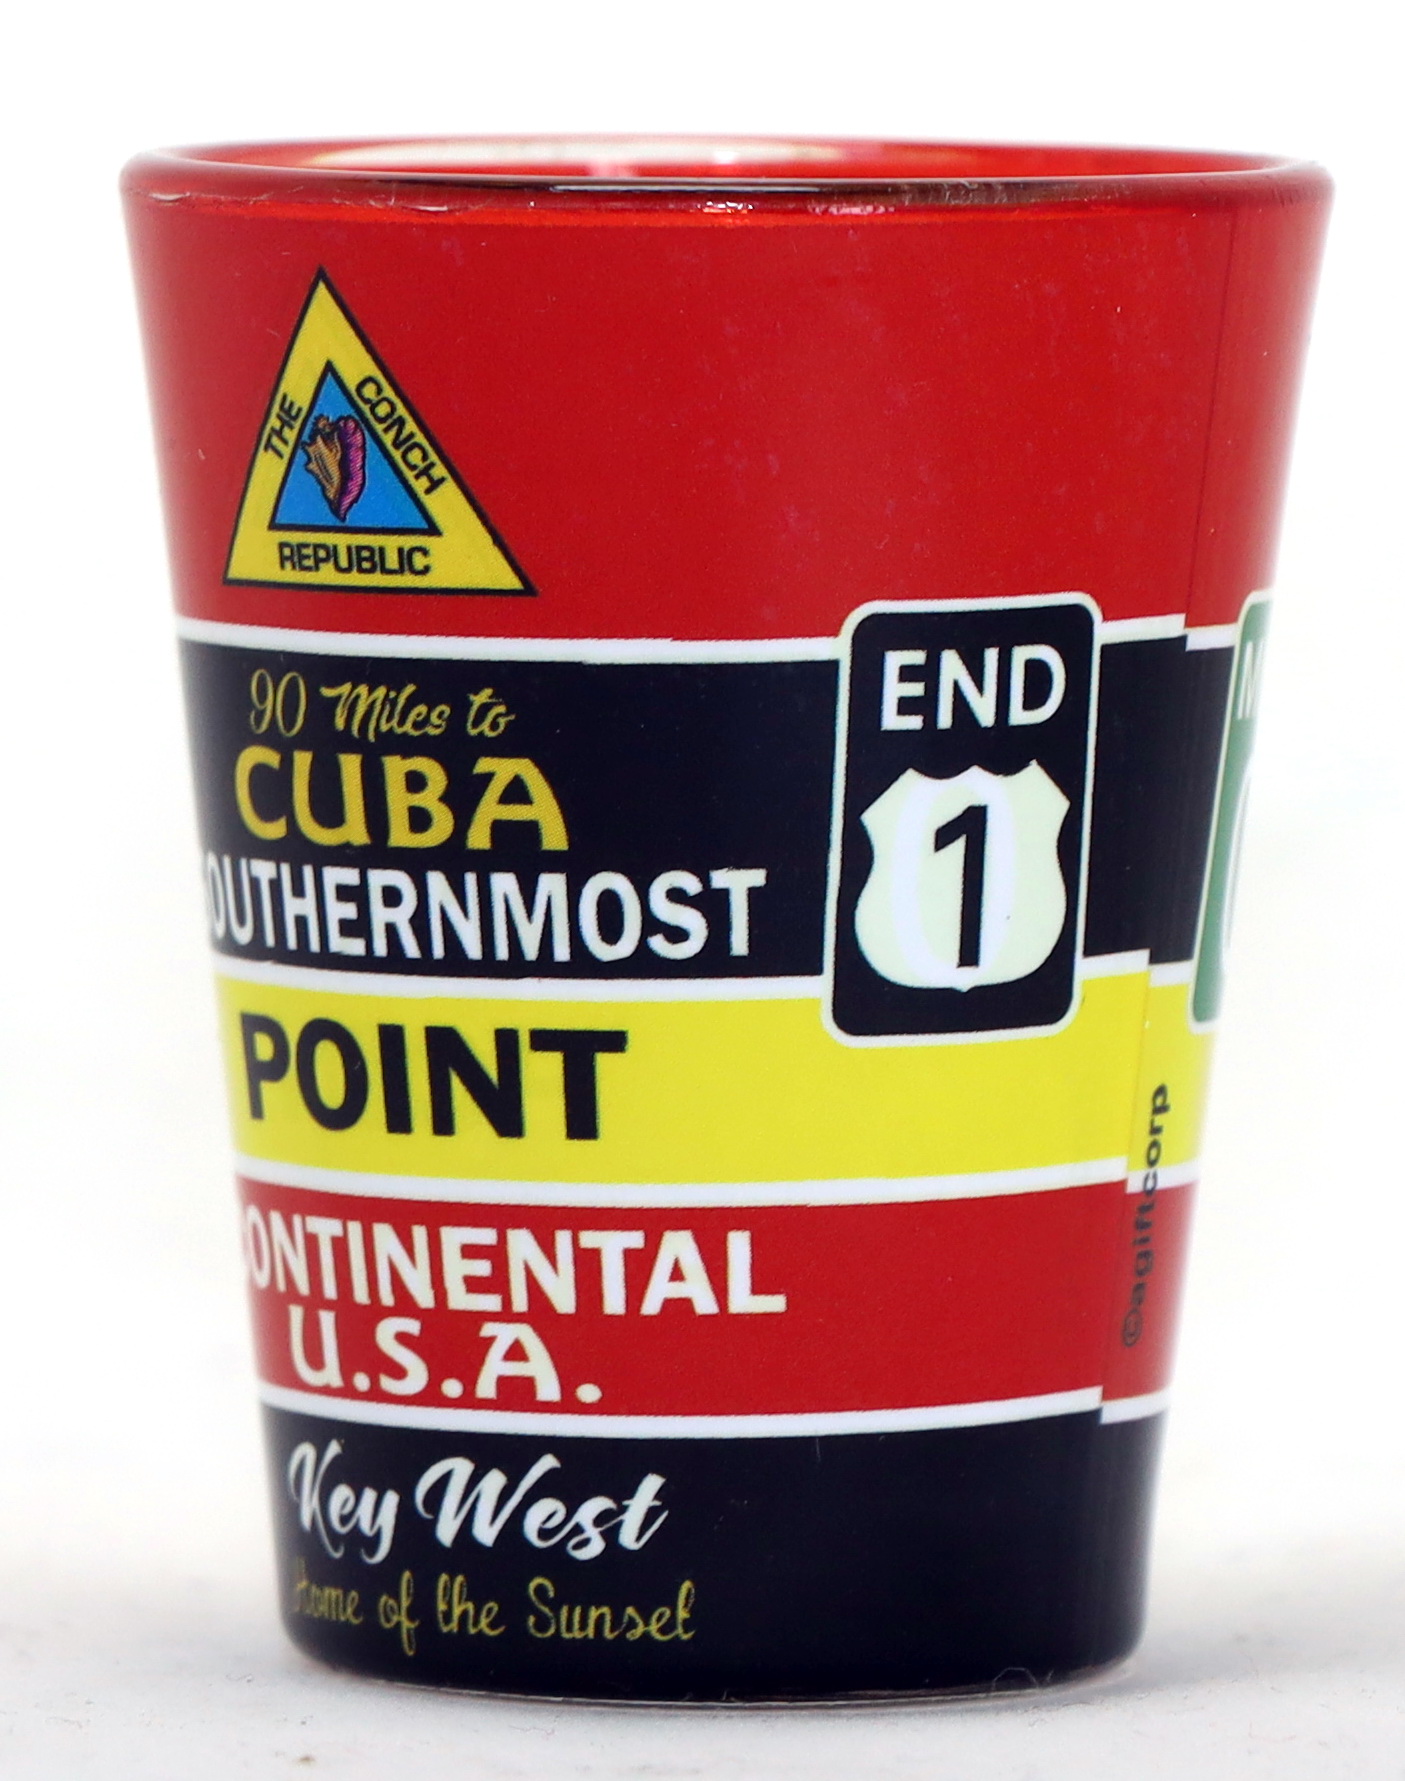 THE CONCH
REPUBLIC
90 Miles to
CUBA
OUTHERNMOST
POINT
ONTINENTAL
U.S.A.
Key West
Home of the Sunset
END
1
M
©agiftcorp